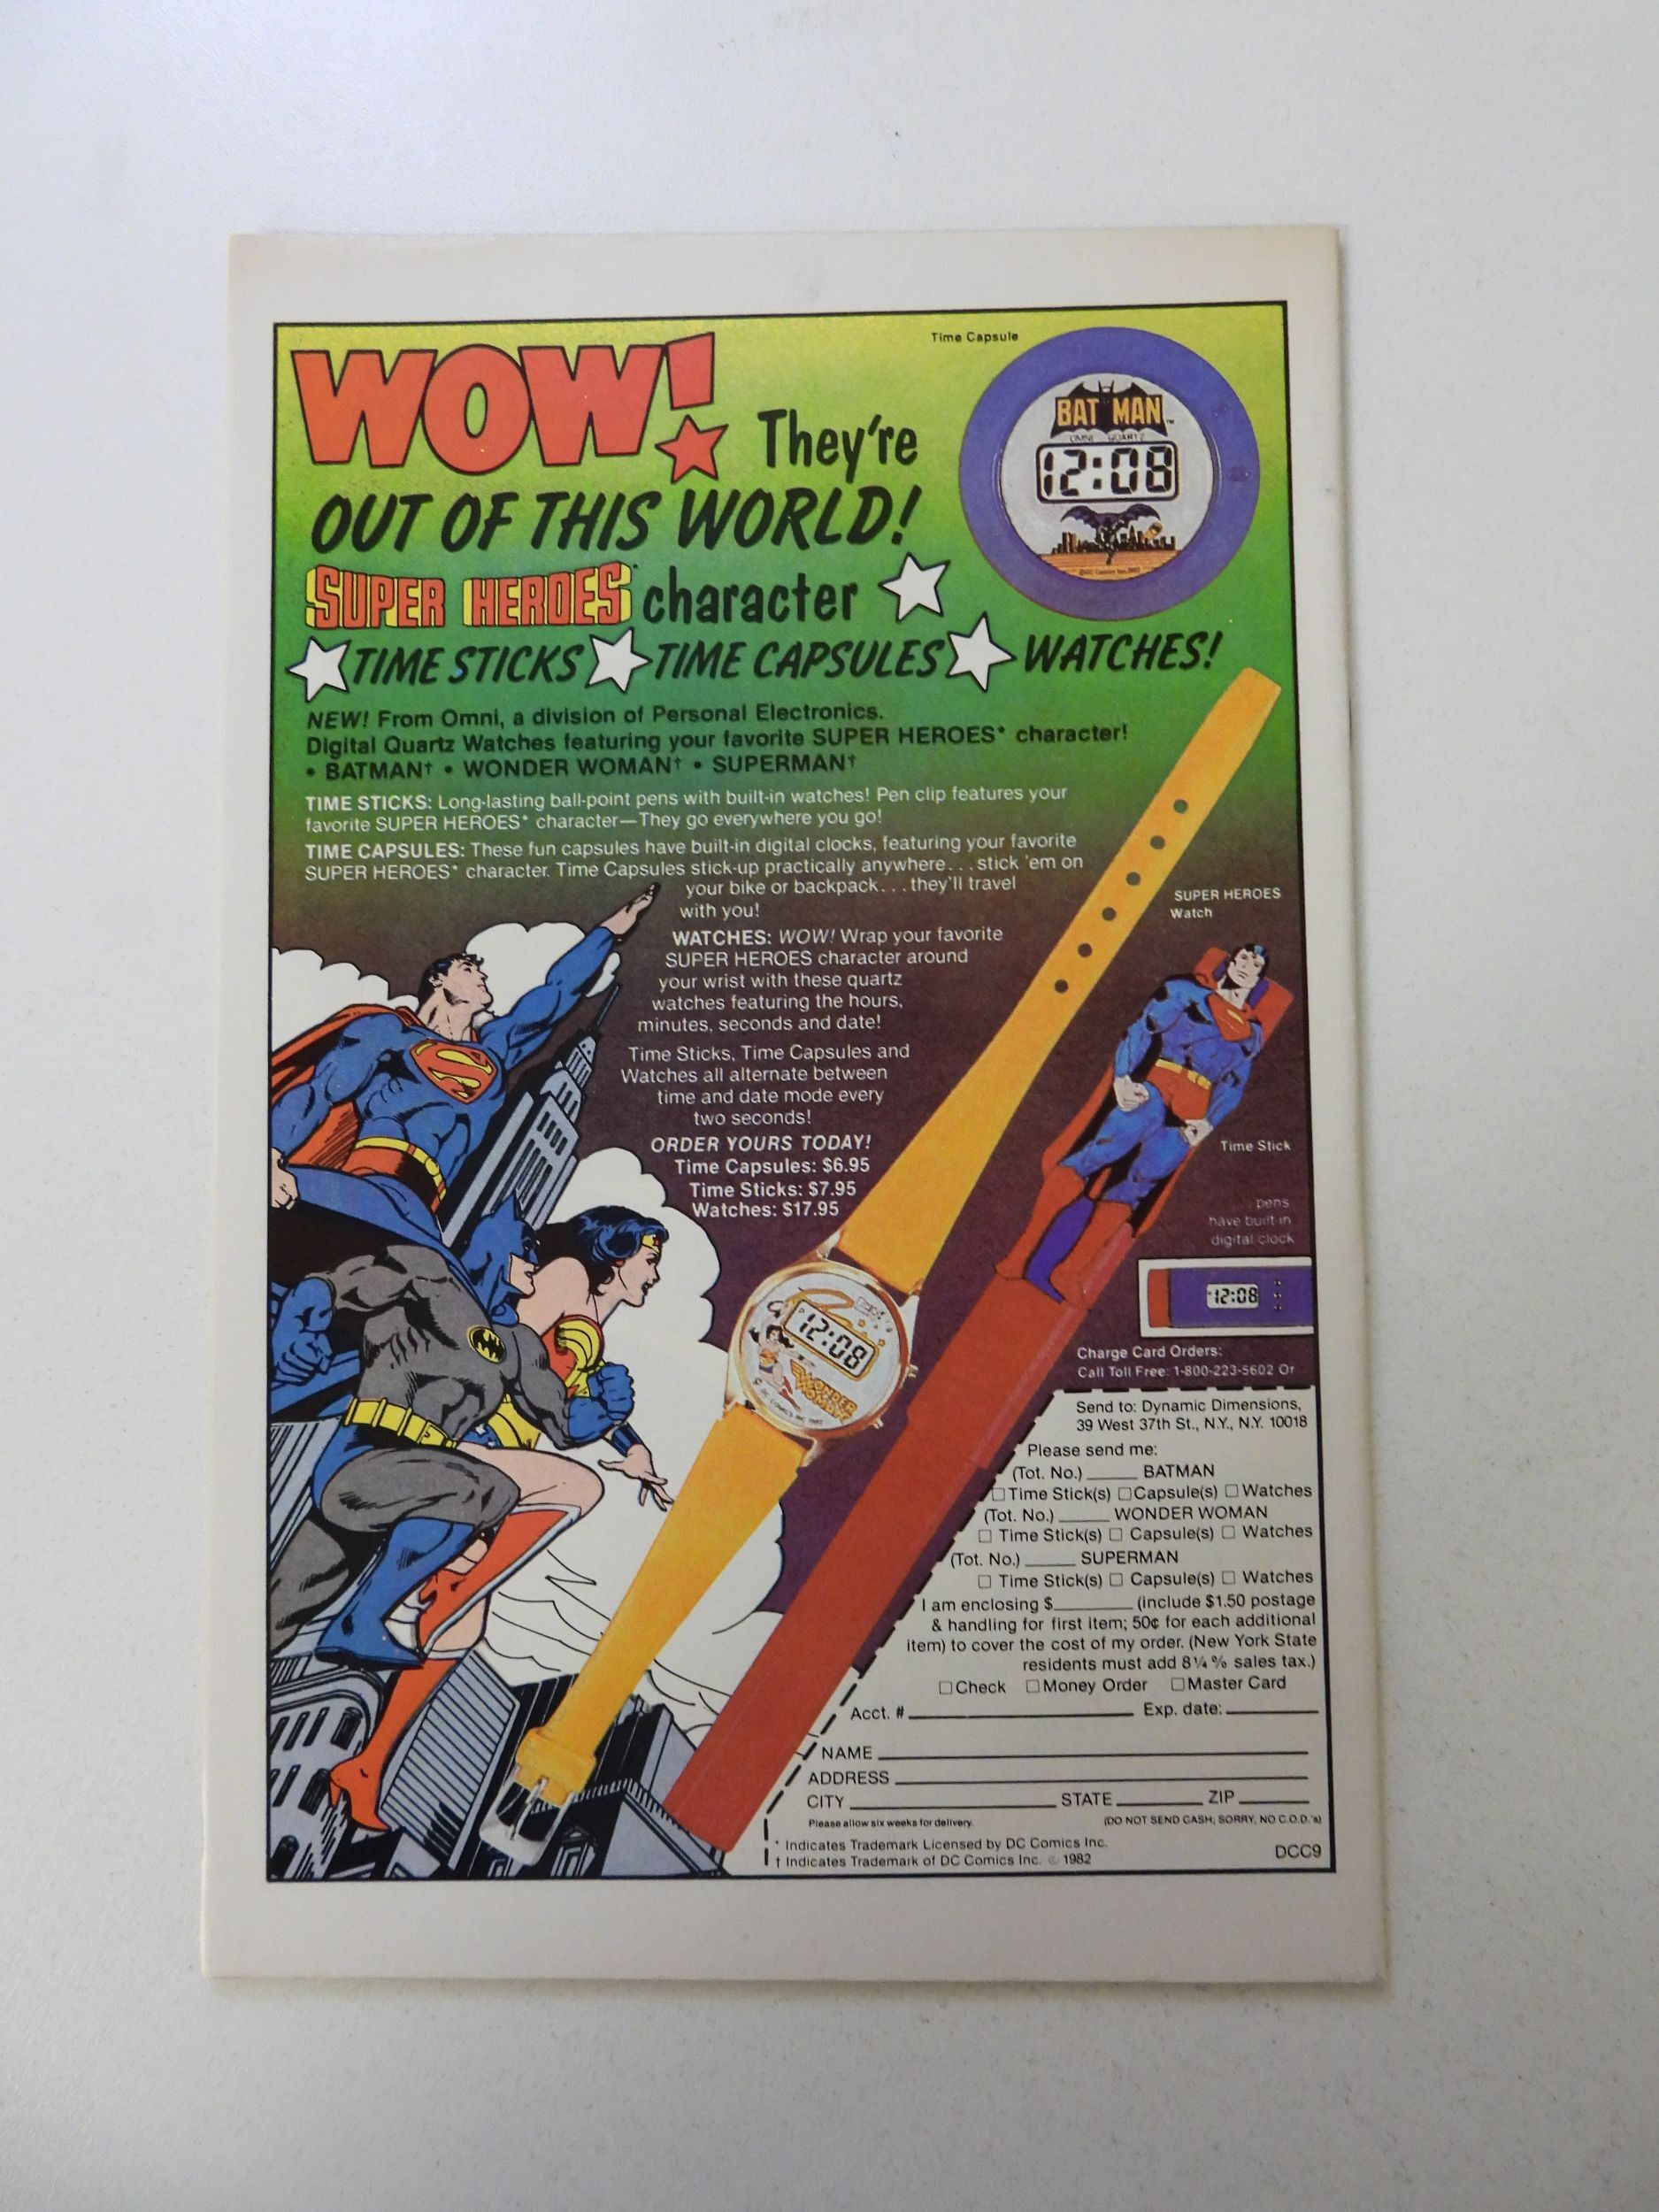 WOW! They're
OUT OF THIS WORLD!
SUPER HEROES* character
TIME STICKS TIME CAPSULES WATCHES!
Time Capsule
BATMAN™
OMNI QUARTZ
12:08
NEW! From Omni, a division of Personal Electronics.
Digital Quartz Watches featuring your favorite SUPER HEROES* character!
• BATMAN† • WONDER WOMAN† • SUPERMAN†
TIME STICKS: Long-lasting ball-point pens with built-in watches! Pen clip features your
favorite SUPER HEROES* character—They go everywhere you go!
TIME CAPSULES: These fun capsules have built-in digital clocks, featuring your favorite
SUPER HEROES* character. Time Capsules stick-up practically anywhere...stick 'em on
your bike or backpack...they'll travel
with you!
WATCHES: WOW! Wrap your favorite
SUPER HEROES character around
your wrist with these quartz
watches featuring the hours,
minutes, seconds and date!
Time Sticks, Time Capsules and
Watches all alternate between
time and date mode every
two seconds!
ORDER YOURS TODAY!
Time Capsules: $6.95
Time Sticks: $7.95
Watches: $17.95
SUPER HEROES
Watch
Time Stick
...pens
have built-in
digital clock
12:08
12:08
WONDER
WOMAN
Charge Card Orders:
Call Toll Free: 1-800-223-5602 Or
Send to: Dynamic Dimensions,
39 West 37th St., N.Y., N.Y. 10018
Please send me:
(Tot. No.) _____ BATMAN
☐ Time Stick(s) ☐ Capsule(s) ☐ Watches
(Tot. No.) _____ WONDER WOMAN
☐ Time Stick(s) ☐ Capsule(s) ☐ Watches
(Tot. No.) _____ SUPERMAN
☐ Time Stick(s) ☐ Capsule(s) ☐ Watches
I am enclosing $________ (include $1.50 postage
& handling for first item; 50¢ for each additional
item) to cover the cost of my order. (New York State
residents must add 8¼% sales tax.)
☐ Check ☐ Money Order ☐ Master Card
Acct. # ________ Exp. date: ________
NAME ________
ADDRESS ________
CITY ________ STATE ________ ZIP ________
Please allow six weeks for delivery. (DO NOT SEND CASH; SORRY, NO C.O.D.'s)
* Indicates Trademark Licensed by DC Comics Inc.
† Indicates Trademark of DC Comics Inc. © 1982
DCC9